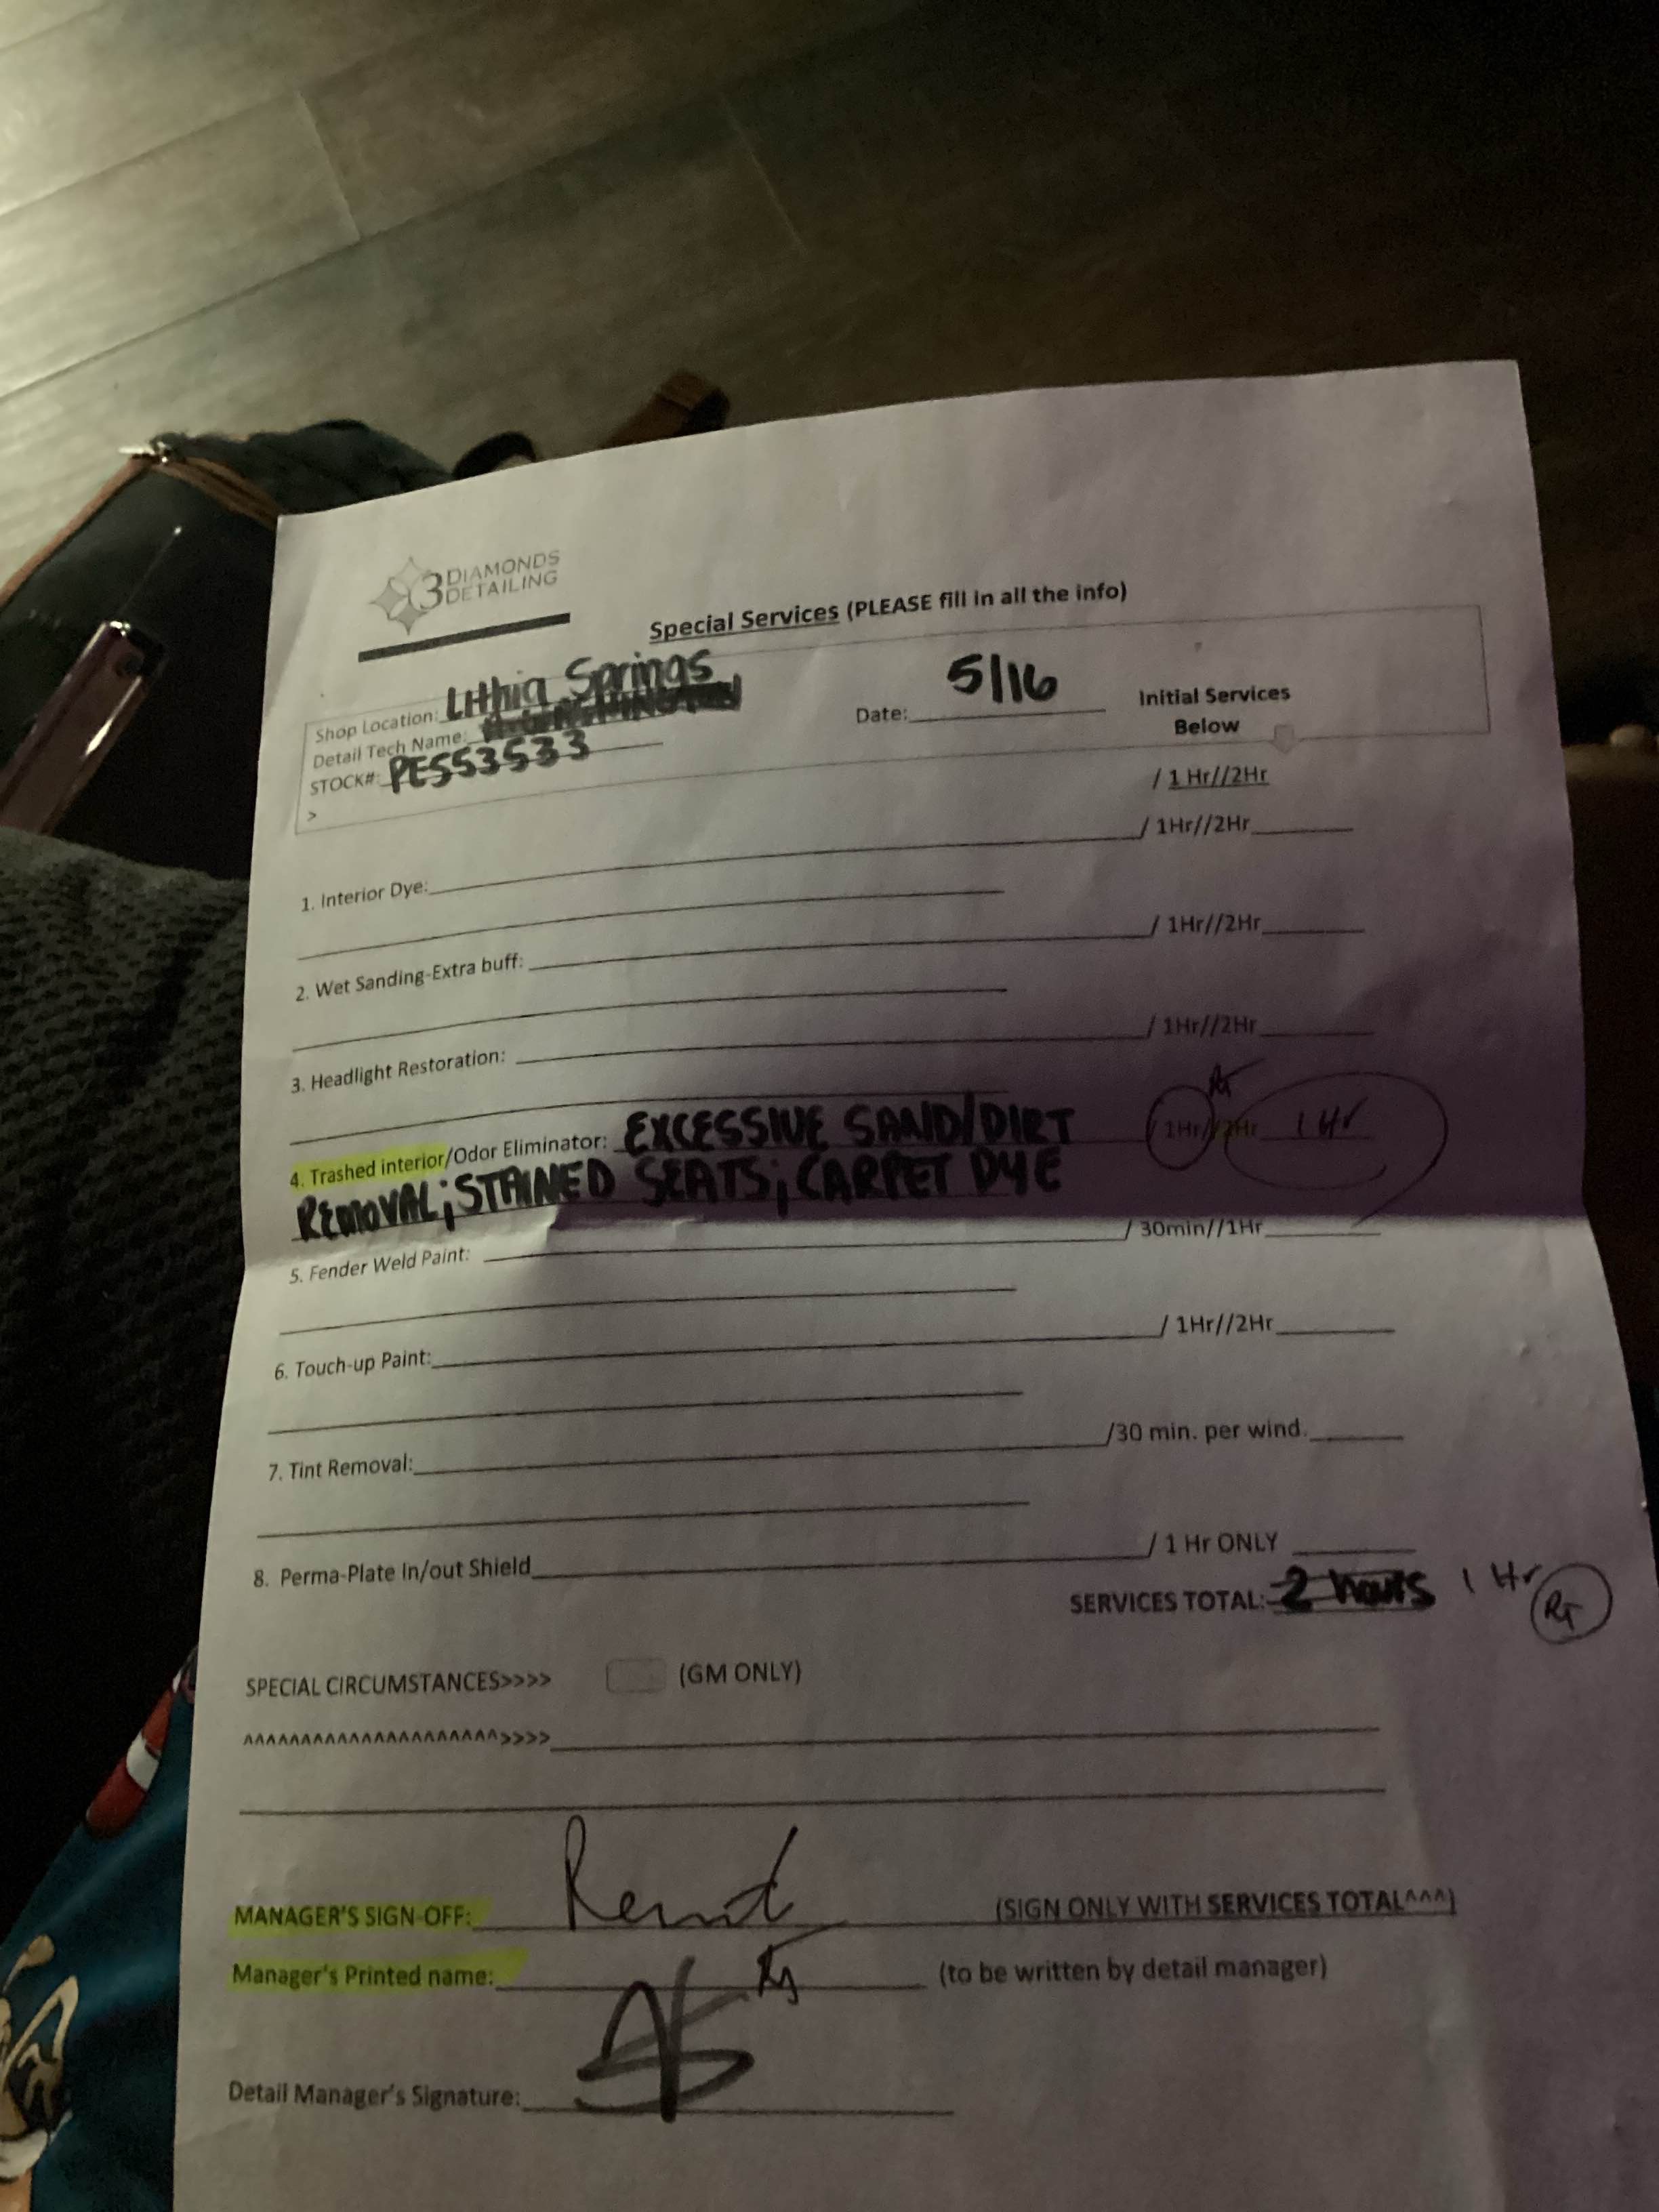 3 DIAMONDS
DETAILING
Special Services (PLEASE fill in all the info)
Shop Location: Lithia Springs
Date: 5/16
Initial Services
Below
Detail Tech Name:
STOCK#: PES53533
>
/ 1 Hr//2Hr
1. Interior Dye: / 1Hr//2Hr
2. Wet Sanding-Extra buff: / 1Hr//2Hr
3. Headlight Restoration: / 1Hr//2Hr
4. Trashed interior/Odor Eliminator: EXCESSIVE SAND/DIRT 1Hr//2Hr 1 Hr
REMOVAL; STAINED SEATS; CARPET DYE
5. Fender Weld Paint: / 30min//1Hr
6. Touch-up Paint: / 1Hr//2Hr
7. Tint Removal: /30 min. per wind.
8. Perma-Plate In/out Shield / 1 Hr ONLY
SERVICES TOTAL: 2 hours 1 Hr RT
SPECIAL CIRCUMSTANCES>>>> (GM ONLY)
^^^^^^^^^^^^^^^^^^^^^>>>>
MANAGER'S SIGN-OFF: (SIGN ONLY WITH SERVICES TOTAL^^^)
Manager's Printed name: (to be written by detail manager)
Detail Manager's Signature: